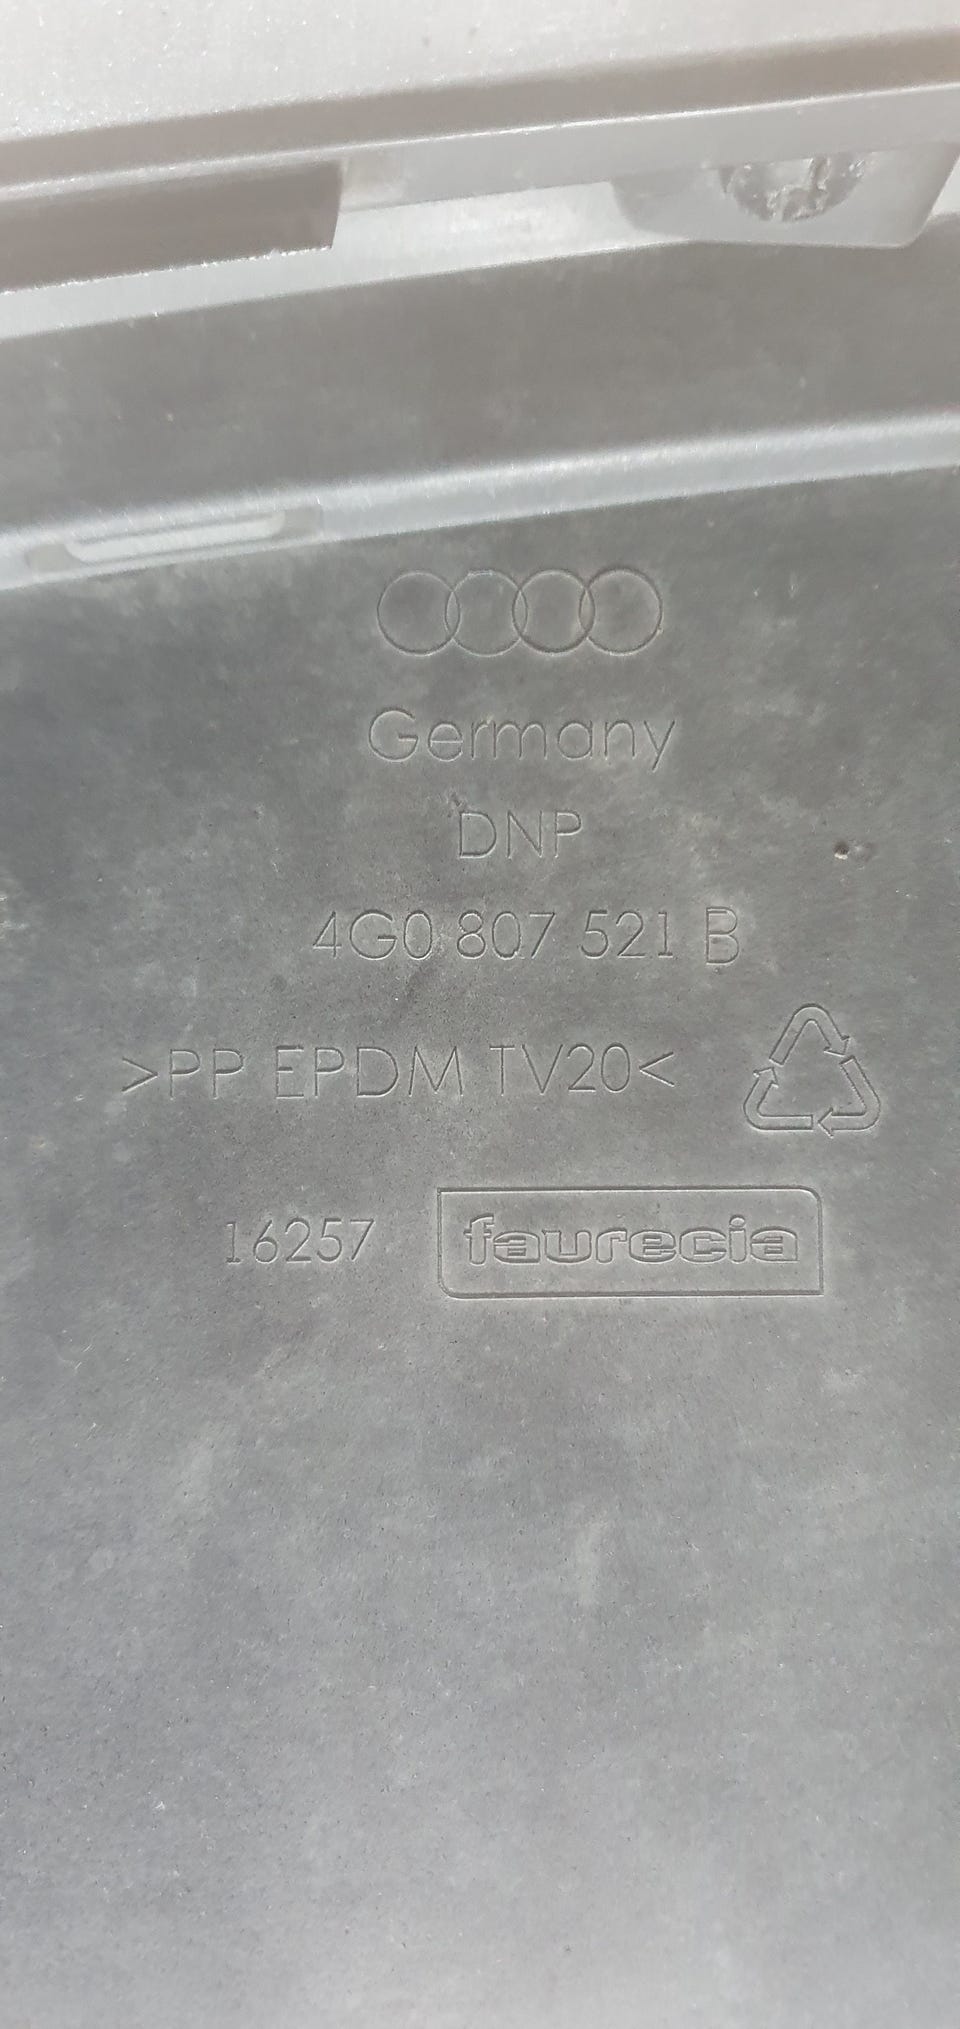 Germany
DNP
4G0 807 521 B
>PP EPDM TV20<
16257 faurecia